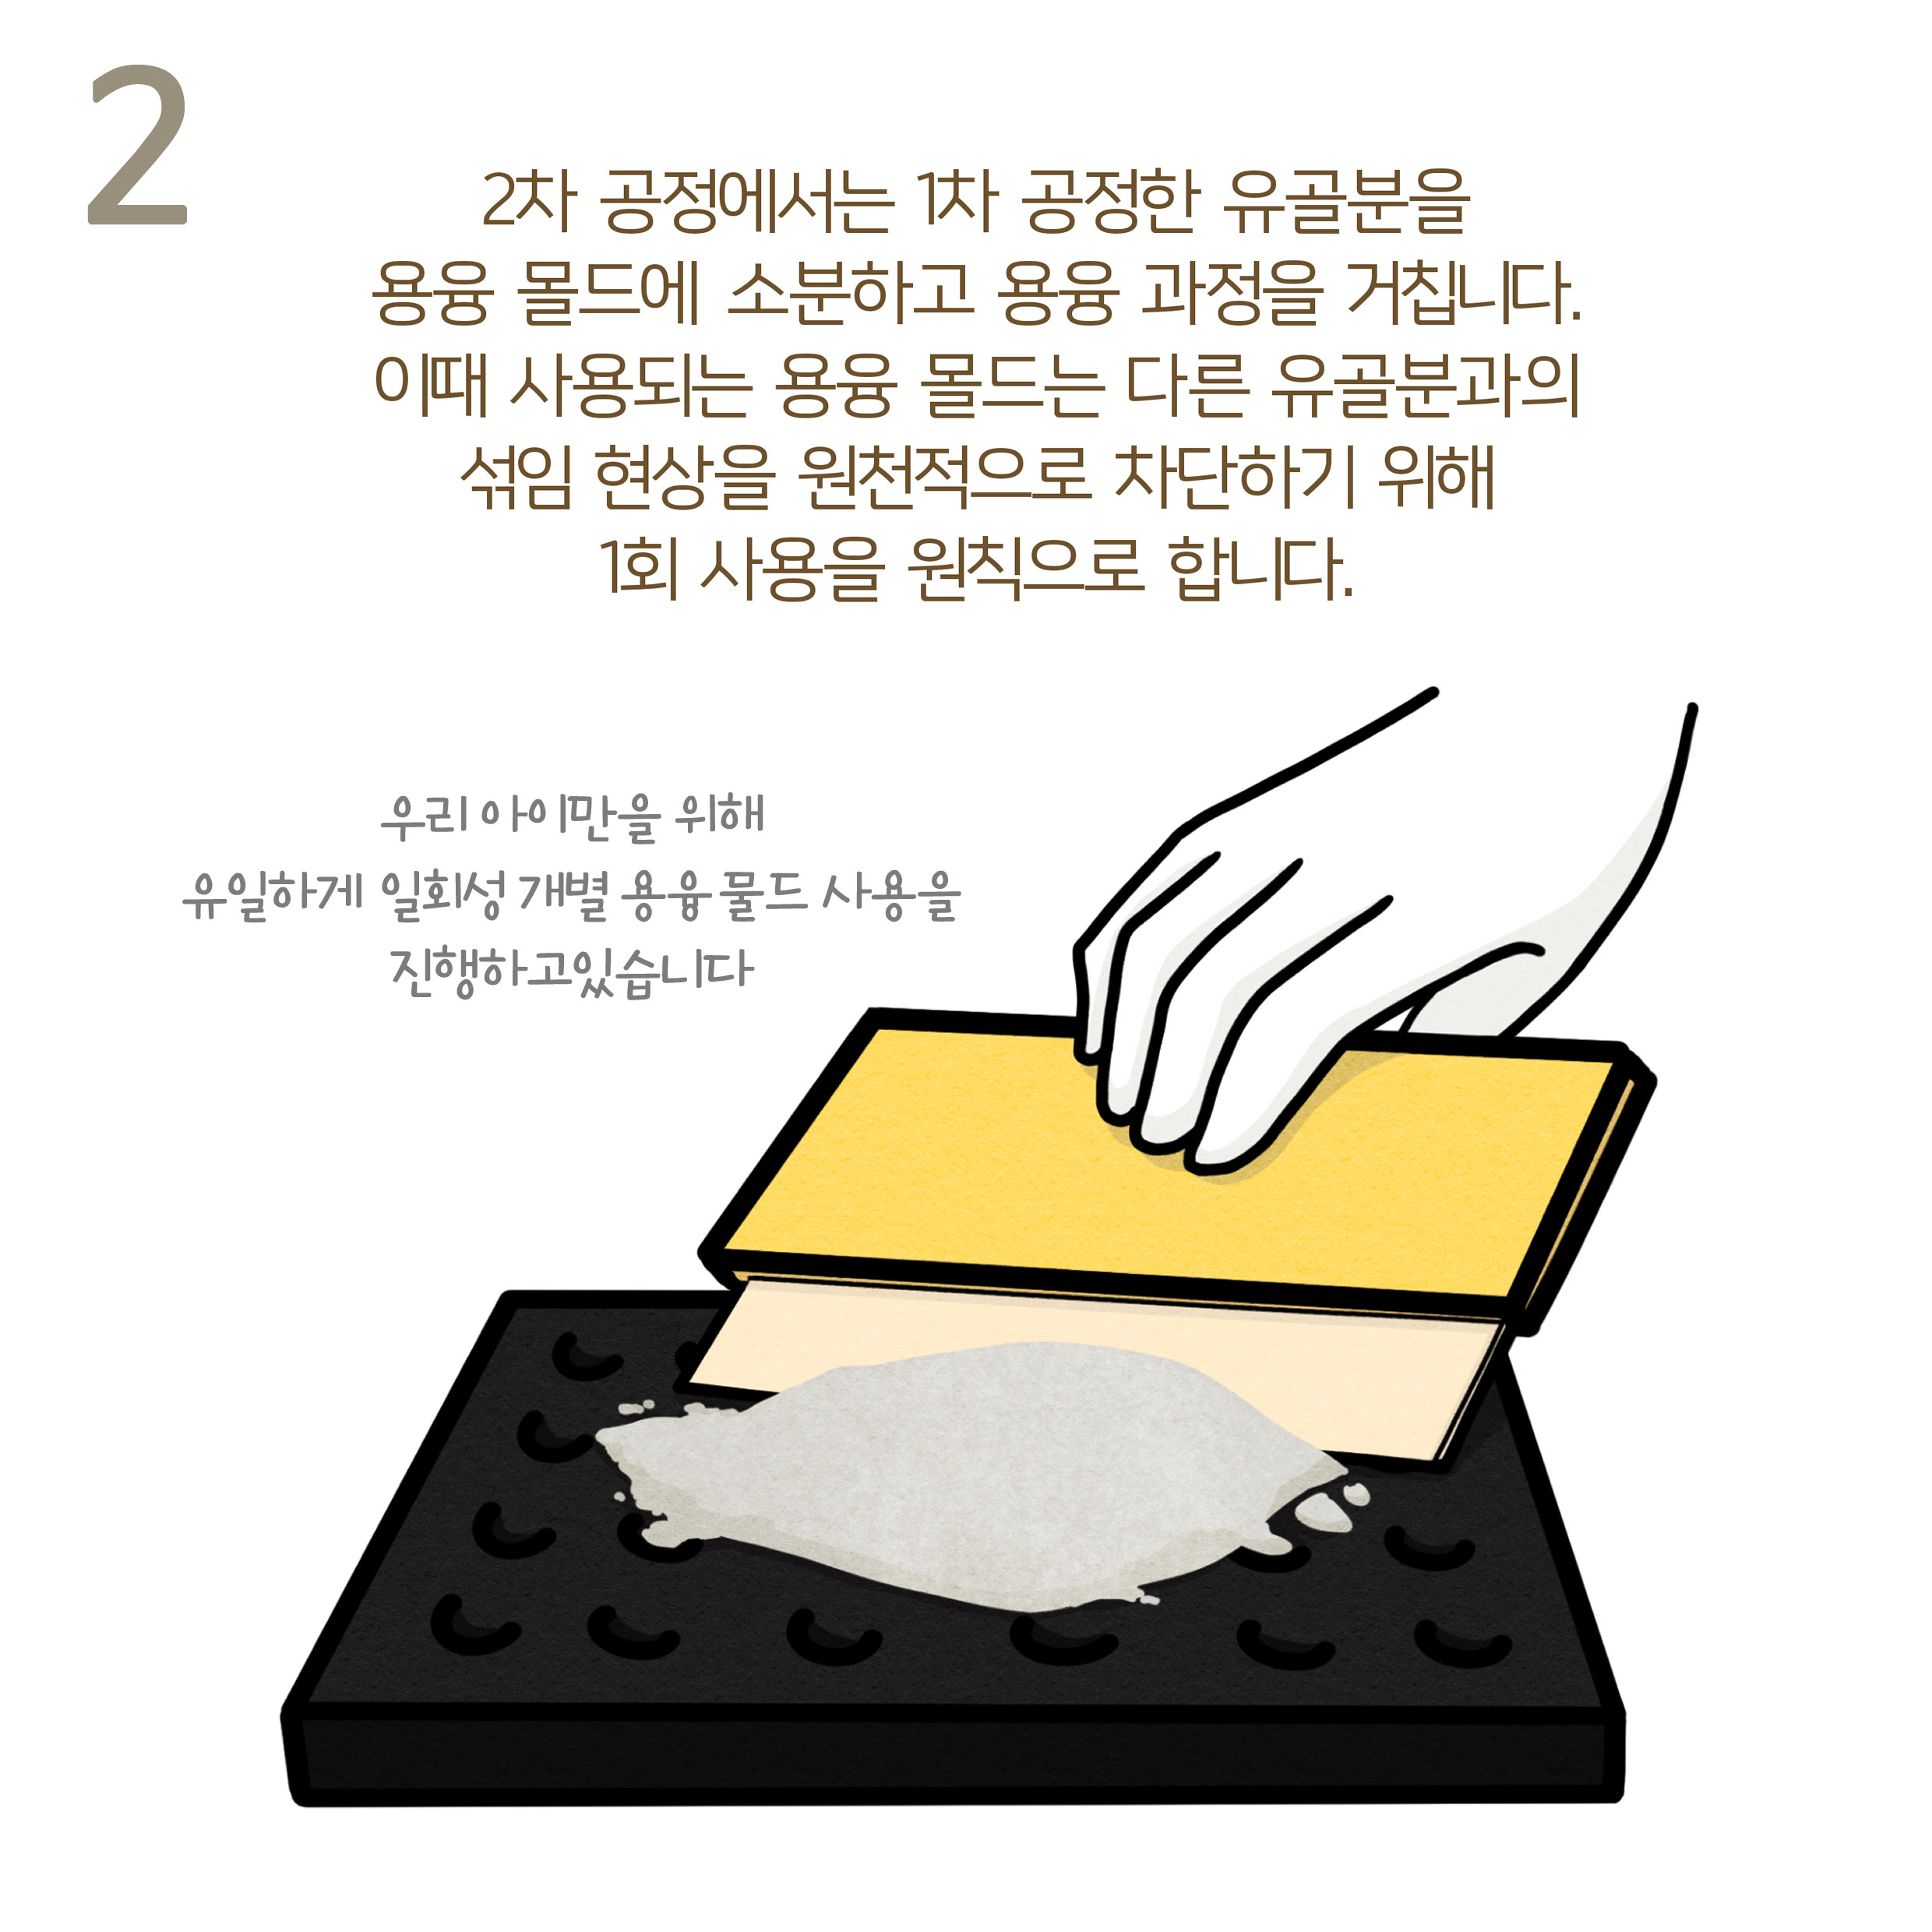 2
2차 공정에서는 1차 공정한 유골분을
용융 몰드에 소분하고 용융 과정을 거칩니다.
이때 사용되는 용융 몰드는 다른 유골분과의
섞임 현상을 원천적으로 차단하기 위해
1회 사용을 원칙으로 합니다.
우리 아이만을 위해
유일하게 일회성 개별 용융 몰드 사용을
진행하고있습니다